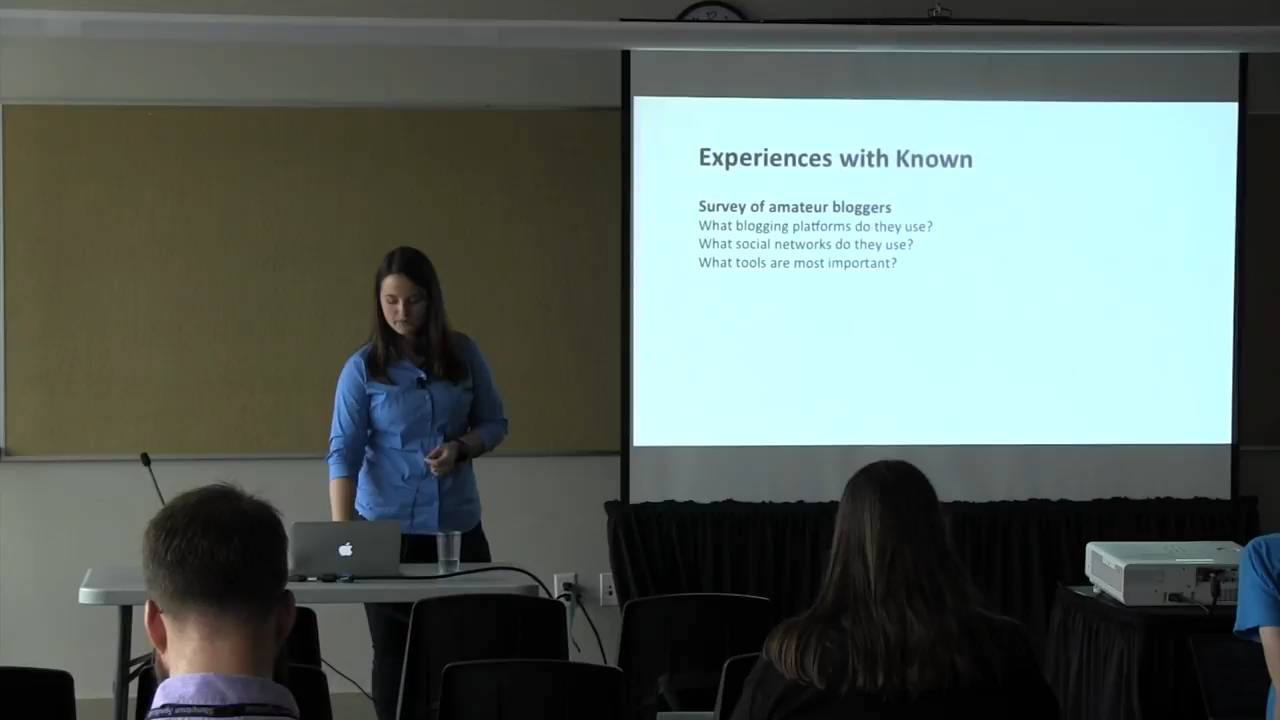 Experiences with Known
Survey of amateur bloggers
What blogging platforms do they use?
What social networks do they use?
What tools are most important?